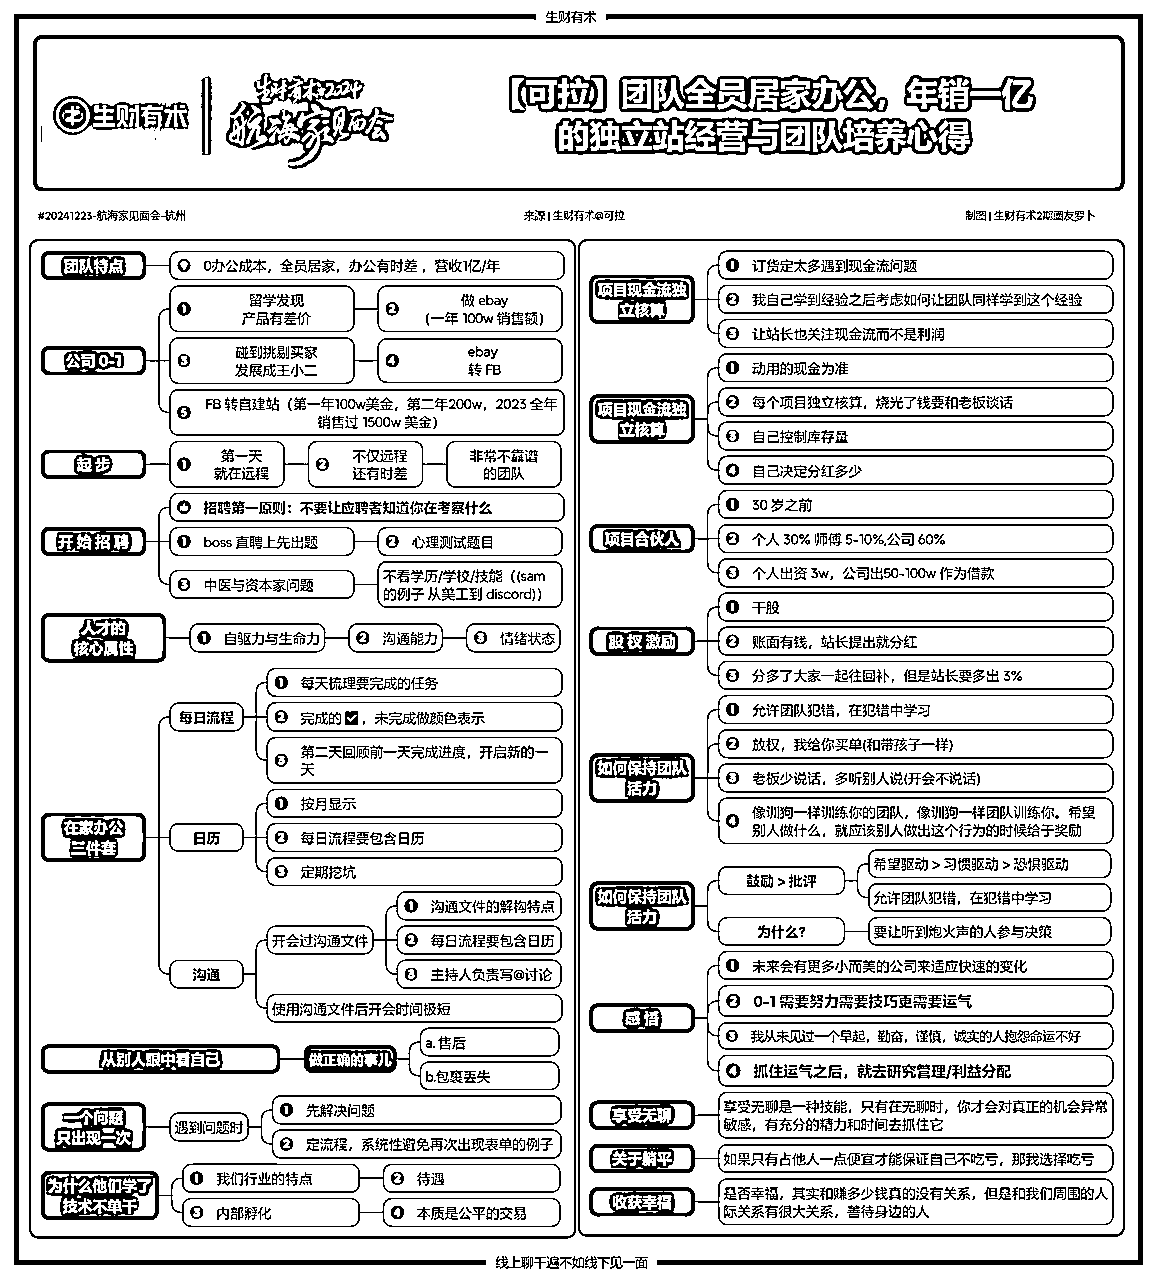 生财有术
生财有术
生财有术2024
航海家见面会
【可拉】团队全员居家办公，年销一亿
的独立站经营与团队培养心得
#20241223-航海家见面会-杭州
来源 | 生财有术@可拉
制图 | 生财有术2期圈友萝卜
团队特点
0办公成本，全员居家，办公有时差，营收1亿/年
公司 0-1
❶ 留学发现
产品有差价
❷ 做 ebay
(一年 100w 销售额)
❸ 碰到挑剔买家
发展成王小二
❹ ebay
转 FB
❺ FB 转自建站（第一年100w美金，第二年200w，2023 全年
销售过 1500w 美金）
起步
❶ 第一天
就在远程
❷ 不仅远程
还有时差
非常不靠谱
的团队
开始招聘
招聘第一原则：不要让应聘者知道你在考察什么
❶ boss 直聘上先出题
❷ 心理测试题目
❸ 中医与资本家问题
不看学历/学校/技能（(sam
的例子 从美工到 discord)）
人才的
核心属性
❶ 自驱力与生命力
❷ 沟通能力
❸ 情绪状态
在家办公
三件套
每日流程
❶ 每天梳理要完成的任务
❷ 完成的☑，未完成做颜色表示
❸ 第二天回顾前一天完成进度，开启新的一
天
日历
❶ 按月显示
❷ 每日流程要包含日历
❸ 定期挖坑
沟通
开会过沟通文件
❶ 沟通文件的解构特点
❷ 每日流程要包含日历
❸ 主持人负责写@讨论
使用沟通文件后开会时间极短
从别人眼中看自己
做正确的事儿
a. 售后
b.包裹丢失
一个问题
只出现一次
遇到问题时
❶ 先解决问题
❷ 定流程，系统性避免再次出现表单的例子
为什么他们学了
技术不单干
❶ 我们行业的特点
❷ 待遇
❸ 内部孵化
❹ 本质是公平的交易
项目现金流独
立核算
❶ 订货定太多遇到现金流问题
❷ 我自己学到经验之后考虑如何让团队同样学到这个经验
❸ 让站长也关注现金流而不是利润
项目现金流独
立核算
❶ 动用的现金为准
❷ 每个项目独立核算，烧光了钱要和老板谈话
❸ 自己控制库存量
❹ 自己决定分红多少
项目合伙人
❶ 30 岁之前
❷ 个人 30% 师傅 5-10%,公司 60%
❸ 个人出资 3w，公司出50-100w 作为借款
股权激励
❶ 干股
❷ 账面有钱，站长提出就分红
❸ 分多了大家一起往回补，但是站长要多出 3%
如何保持团队
活力
❶ 允许团队犯错，在犯错中学习
❷ 放权，我给你买单(和带孩子一样)
❸ 老板少说话，多听别人说(开会不说话)
❹ 像训狗一样训练你的团队，像训狗一样团队训练你。希望
别人做什么，就应该别人做出这个行为的时候给于奖励
如何保持团队
活力
鼓励 > 批评
希望驱动 > 习惯驱动 > 恐惧驱动
允许团队犯错，在犯错中学习
为什么?
要让听到炮火声的人参与决策
感悟
❶ 未来会有更多小而美的公司来适应快速的变化
❷ 0-1 需要努力需要技巧更需要运气
❸ 我从未见过一个早起，勤奋，谨慎，诚实的人抱怨命运不好
❹ 抓住运气之后，就去研究管理/利益分配
享受无聊
享受无聊是一种技能，只有在无聊时，你才会对真正的机会异常
敏感，有充分的精力和时间去抓住它
关于躺平
如果只有占他人一点便宜才能保证自己不吃亏，那我选择吃亏
收获幸福
是否幸福，其实和赚多少钱真的没有关系，但是和我们周围的人
际关系有很大关系，善待身边的人
线上聊千遍不如线下见一面